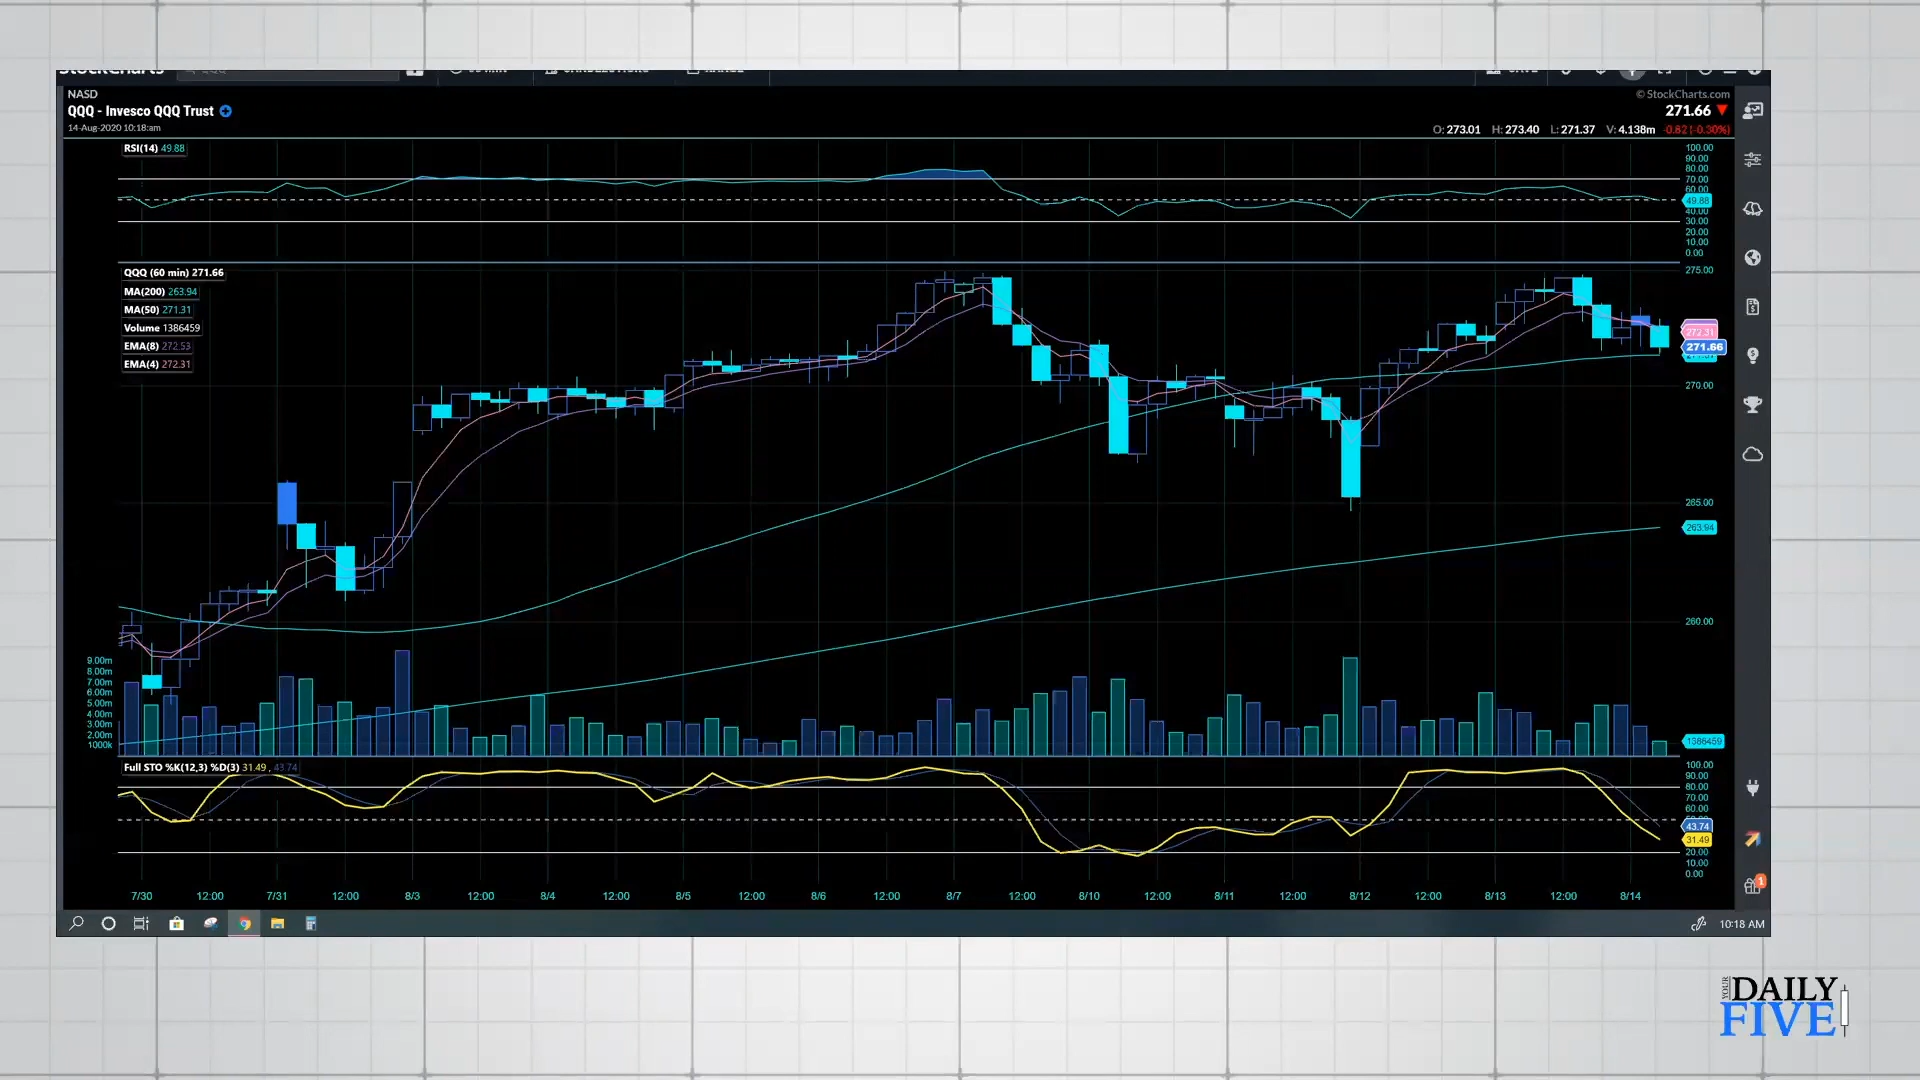 StockCharts
NASD
© StockCharts.com
QQQ - Invesco QQQ Trust
271.66
14-Aug-2020 10:18:am
O: 273.01 H: 273.40 L: 271.37 V: 4.138m -0.82 (-0.30%)
RSI(14) 49.88
100.00
90.00
80.00
70.00
60.00
49.88
40.00
30.00
20.00
10.00
0.00
QQQ (60 min) 271.66
MA(200) 263.94
MA(50) 271.31
Volume 1386459
EMA(8) 272.53
EMA(4) 272.31
275.00
272.31
271.66
270.00
265.00
263.94
260.00
9.00m
8.00m
7.00m
6.00m
5.00m
4.00m
3.00m
2.00m
1000k
1386459
Full STO %K(12,3) %D(3) 31.49, 43.74
100.00
90.00
80.00
70.00
60.00
43.74
31.49
20.00
10.00
0.00
7/30 12:00 7/31 12:00 8/3 12:00 8/4 12:00 8/5 12:00 8/6 12:00 8/7 12:00 8/10 12:00 8/11 12:00 8/12 12:00 8/13 12:00 8/14
1
10:18 AM
YOUR
DAILY
FIVE